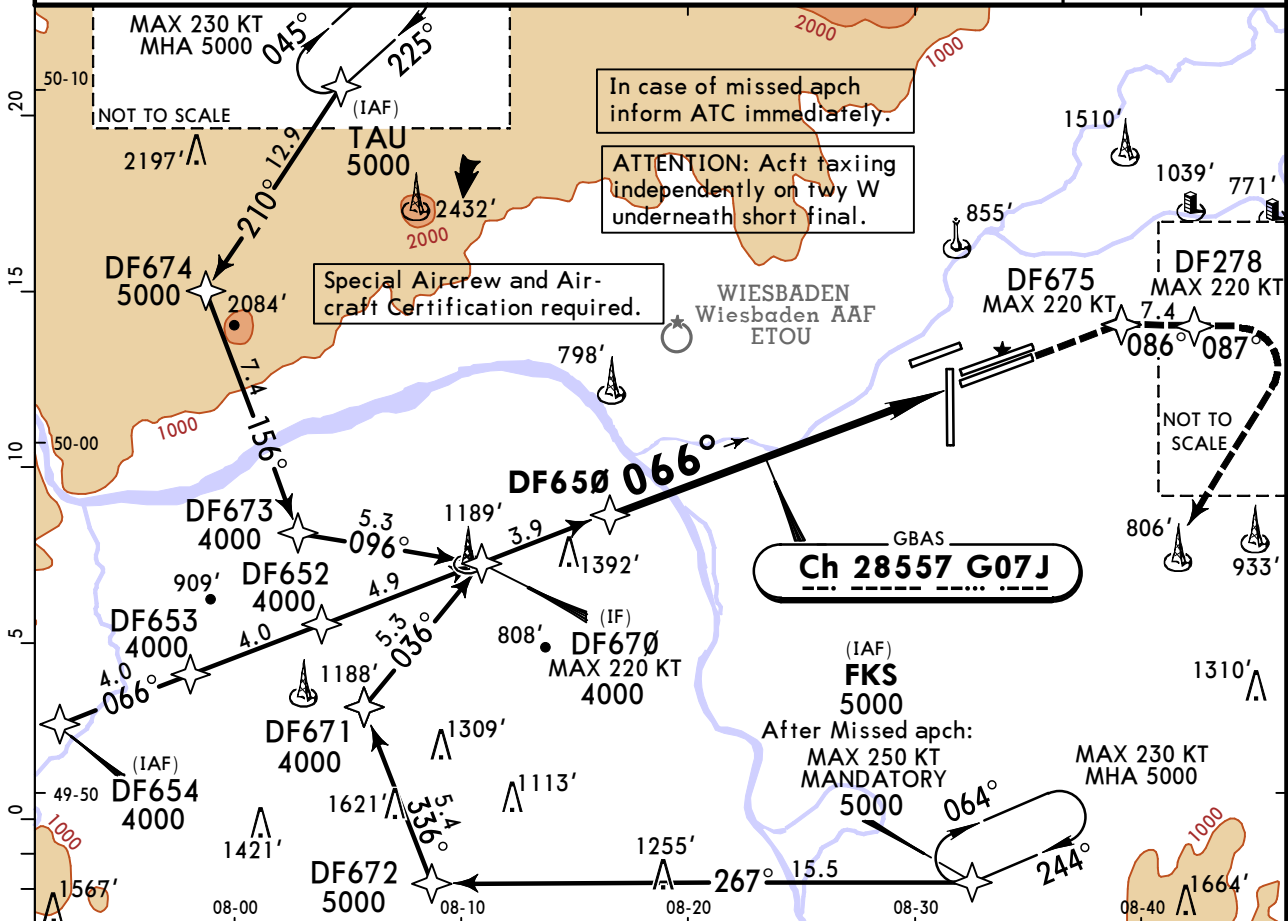 MAX 230 KT
MHA 5000
045°
225°
2000
1000
50-10
20
NOT TO SCALE
(IAF)
TAU
5000
12.9
210°
2197'
2432'
2000
In case of missed apch
inform ATC immediately.
ATTENTION: Acft taxiing
independently on twy W
underneath short final.
1510'
1039'
771'
855'
DF674
5000
15
2084'
Special Aircrew and Air-
craft Certification required.
WIESBADEN
Wiesbaden AAF
ETOU
DF675
MAX 220 KT
DF278
MAX 220 KT
7.4
086°
087°
NOT TO
SCALE
798'
7.4
156°
1000
50-00
10
DF650
066°
DF673
4000
5.3
096°
1189'
3.9
1392'
GBAS
Ch 28557 G07J
806'
933'
909'
DF652
4000
4.9
DF653
4000
4.0
5
4.0
066°
5.3
036°
808'
(IF)
DF670
MAX 220 KT
4000
1188'
DF671
4000
1309'
(IAF)
FKS
5000
After Missed apch:
MAX 250 KT
MANDATORY
5000
MAX 230 KT
MHA 5000
1310'
064°
244°
(IAF)
DF654
4000
49-50
0
1000
1421'
1621'
5.4
336°
1113'
1255'
267°
15.5
DF672
5000
1567'
1000
1664'
08-00
08-10
08-20
08-30
08-40